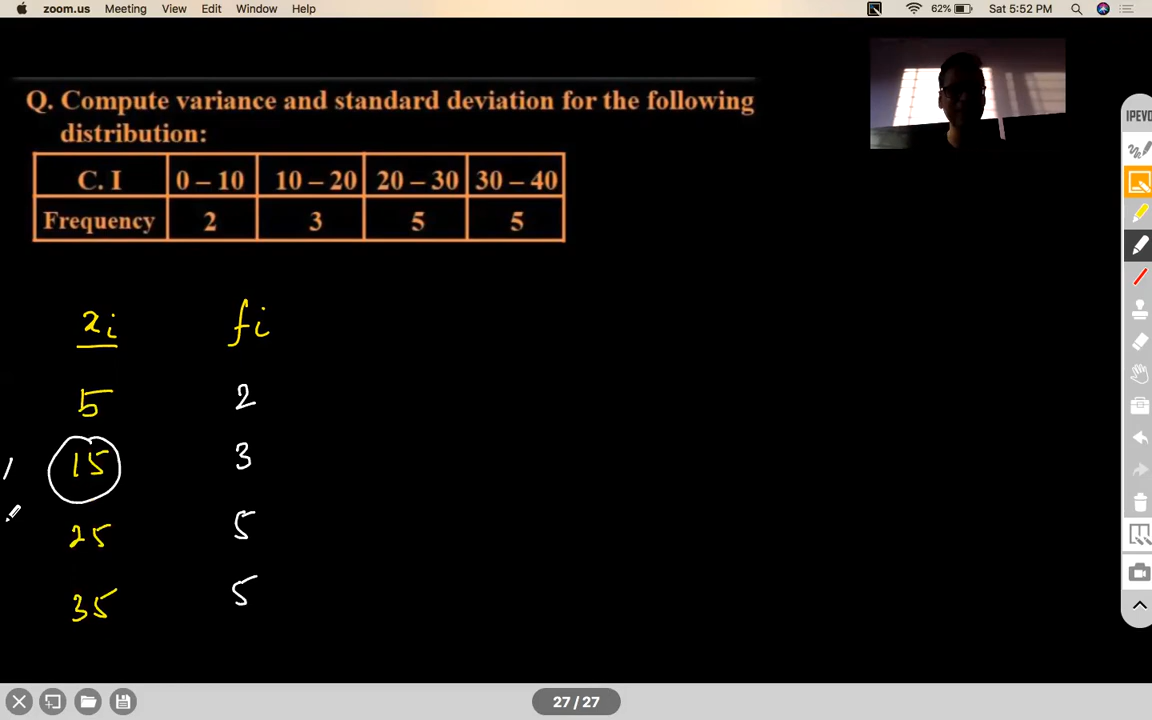 zoom.us Meeting View Edit Window Help 62% Sat 5:52 PM
IPEVO
Q. Compute variance and standard deviation for the following
distribution:
C. I 0 – 10 10 – 20 20 – 30 30 – 40
Frequency 2 3 5 5
xi fi
5 2
15 3
25 5
35 5
27 / 27